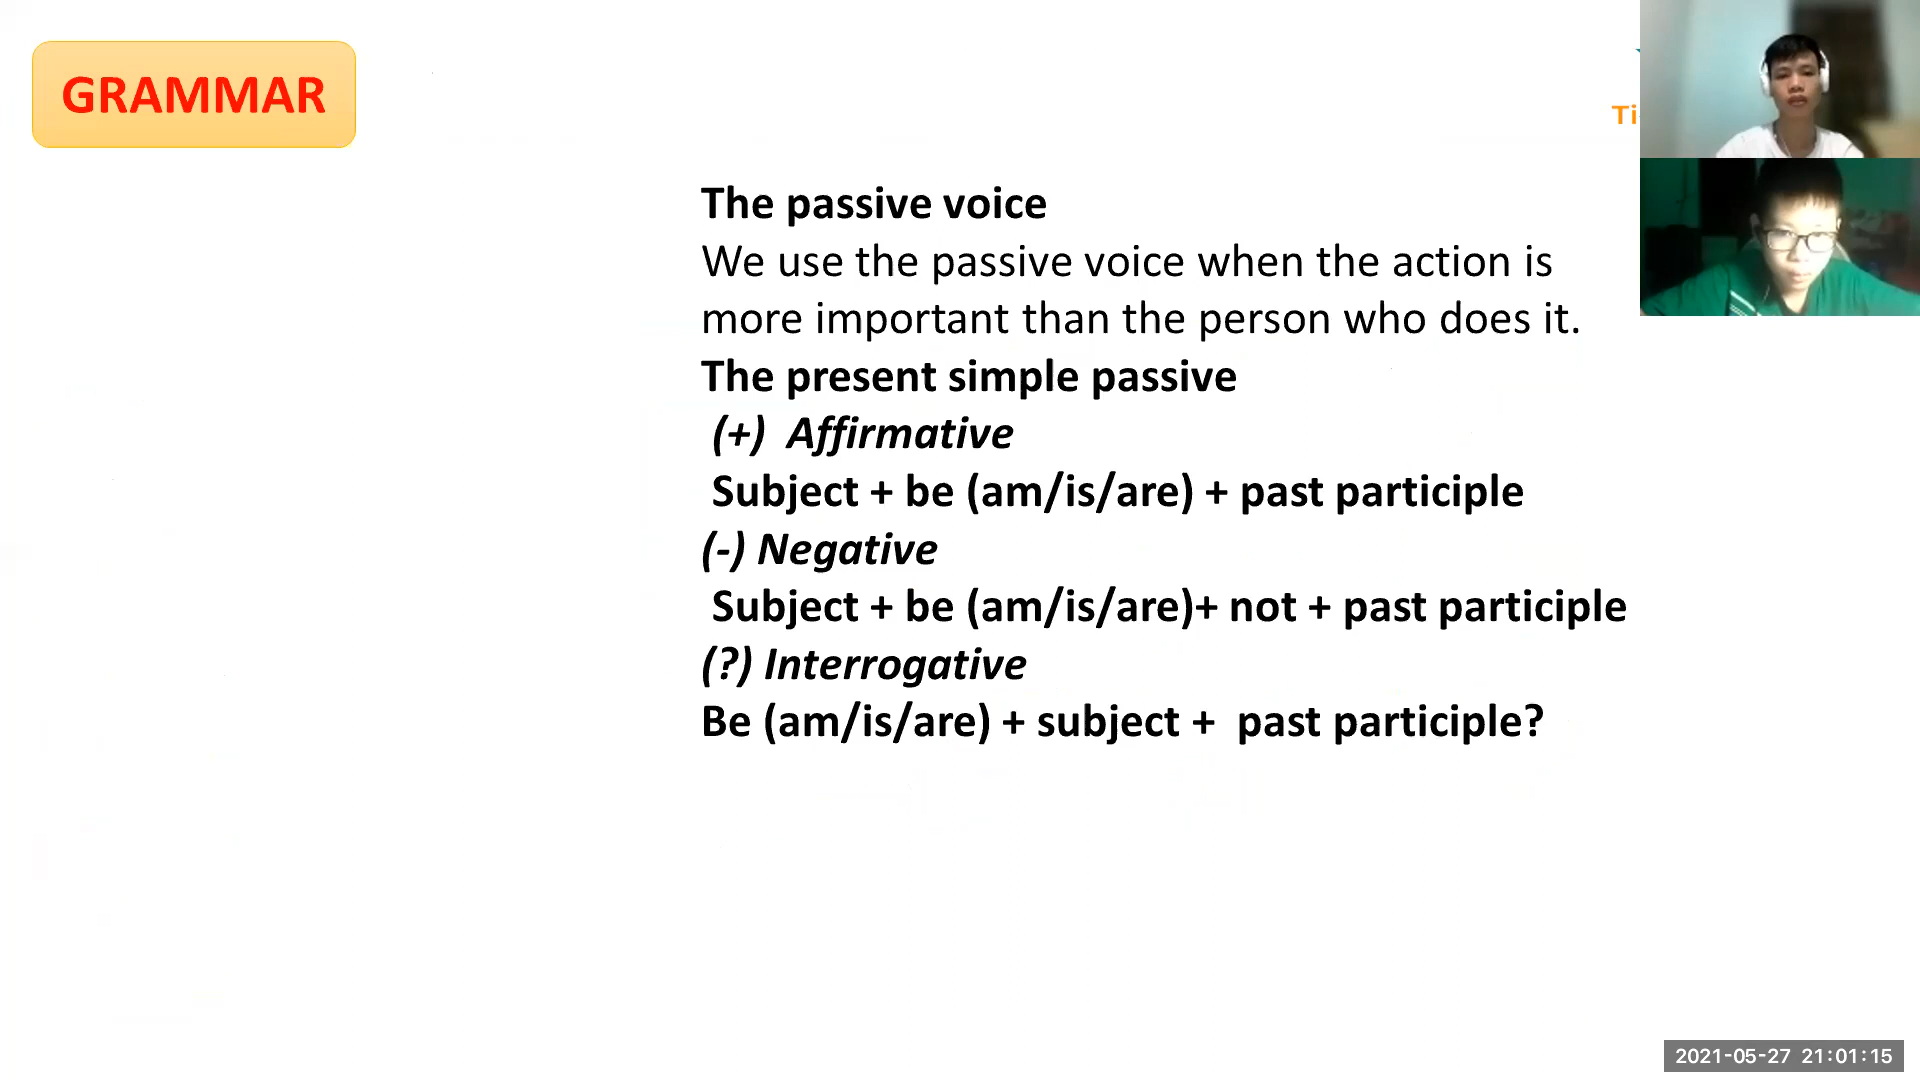 GRAMMAR
Ti
The passive voice
We use the passive voice when the action is
more important than the person who does it.
The present simple passive
(+) Affirmative
Subject + be (am/is/are) + past participle
(-) Negative
Subject + be (am/is/are)+ not + past participle
(?) Interrogative
Be (am/is/are) + subject + past participle?
2021-05-27 21:01:15